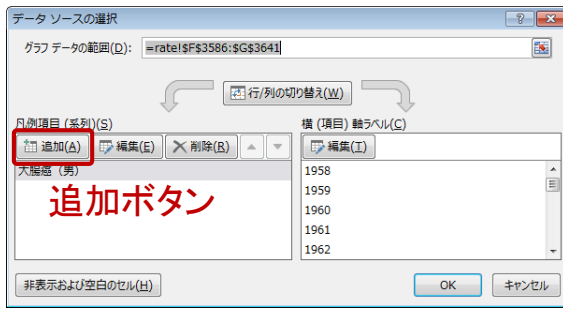 データ ソースの選択
グラフ データの範囲(D): =rate!$F$3586:$G$3641
行/列の切り替え(W)
凡例項目 (系列)(S)
横 (項目) 軸ラベル(C)
追加(A) 編集(E) 削除(R)
編集(I)
大腸癌 (男)
追加ボタン
1958
1959
1960
1961
1962
非表示および空白のセル(H)
OK キャンセル